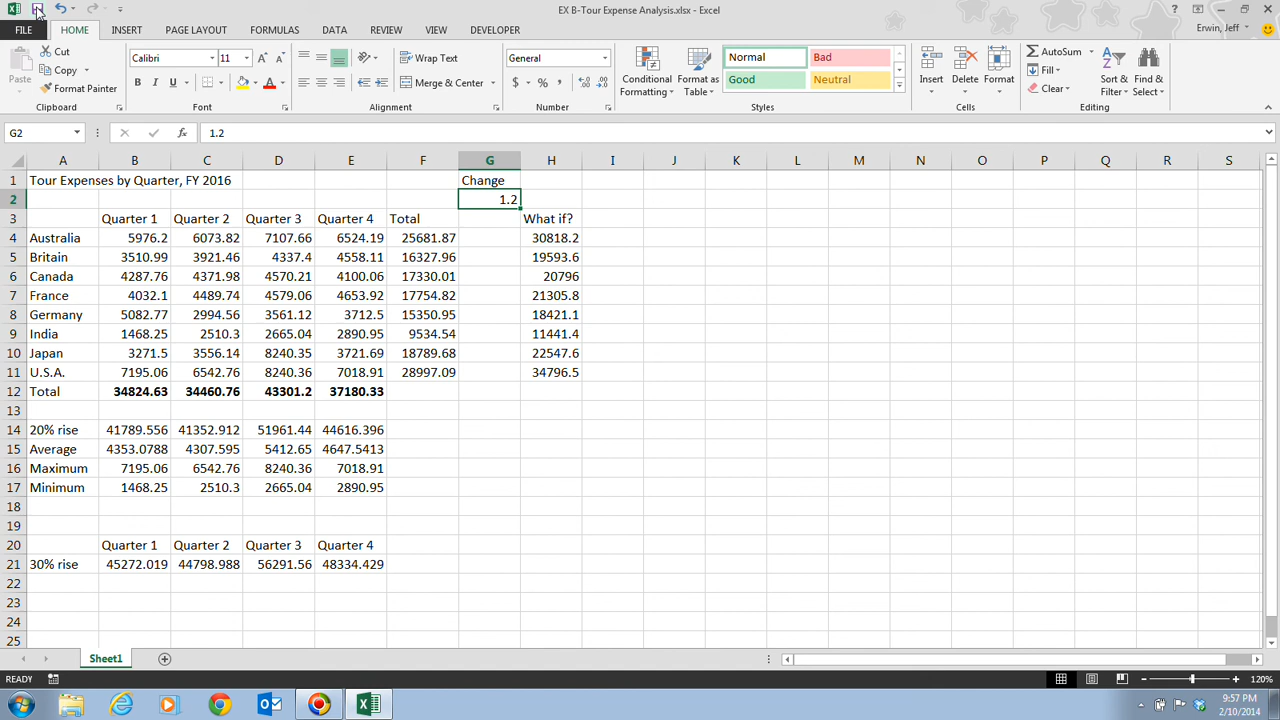 EX B-Tour Expense Analysis.xlsx - Excel
FILE HOME INSERT PAGE LAYOUT FORMULAS DATA REVIEW VIEW DEVELOPER Erwin, Jeff
Cut Calibri 11 Wrap Text General Normal Bad AutoSum
Paste Copy Merge & Center Conditional Formatting Format as Table Good Neutral Insert Delete Format Fill Sort & Filter Find & Select
Format Painter Clear
Clipboard Font Alignment Number Styles Cells Editing
G2 1.2
A B C D E F G H I J K L M N O P Q R S
1 Tour Expenses by Quarter, FY 2016 Change
2 1.2
3 Quarter 1 Quarter 2 Quarter 3 Quarter 4 Total What if?
4 Australia 5976.2 6073.82 7107.66 6524.19 25681.87 30818.2
5 Britain 3510.99 3921.46 4337.4 4558.11 16327.96 19593.6
6 Canada 4287.76 4371.98 4570.21 4100.06 17330.01 20796
7 France 4032.1 4489.74 4579.06 4653.92 17754.82 21305.8
8 Germany 5082.77 2994.56 3561.12 3712.5 15350.95 18421.1
9 India 1468.25 2510.3 2665.04 2890.95 9534.54 11441.4
10 Japan 3271.5 3556.14 8240.35 3721.69 18789.68 22547.6
11 U.S.A. 7195.06 6542.76 8240.36 7018.91 28997.09 34796.5
12 Total 34824.63 34460.76 43301.2 37180.33
13
14 20% rise 41789.556 41352.912 51961.44 44616.396
15 Average 4353.0788 4307.595 5412.65 4647.5413
16 Maximum 7195.06 6542.76 8240.36 7018.91
17 Minimum 1468.25 2510.3 2665.04 2890.95
18
19
20 Quarter 1 Quarter 2 Quarter 3 Quarter 4
21 30% rise 45272.019 44798.988 56291.56 48334.429
22
23
24
25
Sheet1
READY 120%
9:57 PM
2/10/2014